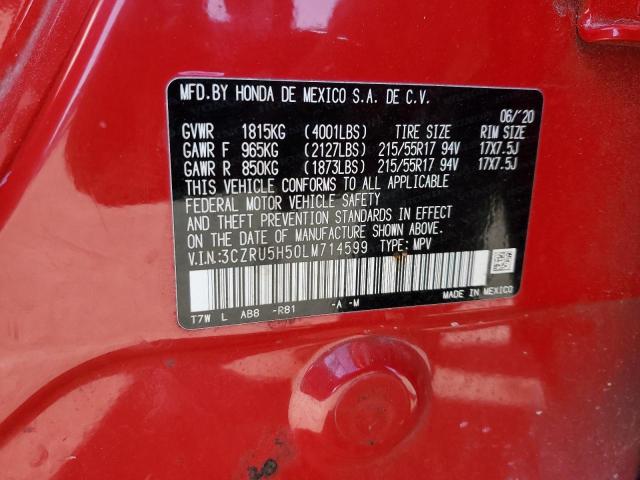 MFD.BY HONDA DE MEXICO S.A. DE C.V.
06/'20
GVWR 1815KG (4001LBS) TIRE SIZE RIM SIZE
GAWR F 965KG (2127LBS) 215/55R17 94V 17X7.5J
GAWR R 850KG (1873LBS) 215/55R17 94V 17X7.5J
THIS VEHICLE CONFORMS TO ALL APPLICABLE
FEDERAL MOTOR VEHICLE SAFETY
AND THEFT PREVENTION STANDARDS IN EFFECT
ON THE DATE OF MANUFACTURE SHOWN ABOVE.
V.I.N:3CZRU5H50LM714599 TYPE: MPV
T7W L AB8 -R81 -A -M
MADE IN MEXICO